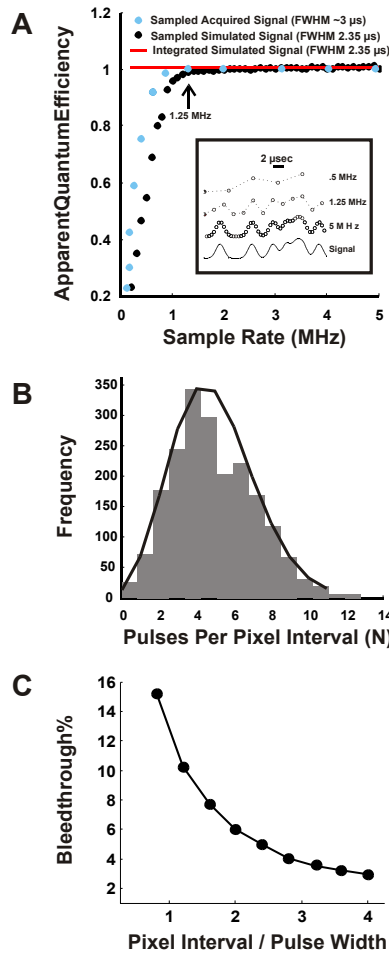 A
Sampled Acquired Signal (FWHM ~3 µs)
Sampled Simulated Signal (FWHM 2.35 µs)
Integrated Simulated Signal (FWHM 2.35 µs)
ApparentQuantumEfficiency
1.2
1
0.8
0.6
0.4
0.2
1.25 MHz
2 µsec
.5 MHz
1.25 MHz
5 M H z
Signal
0 1 2 3 4 5
Sample Rate (MHz)
B
Frequency
350
300
250
200
150
100
50
0
0 2 4 6 8 10 12 14
Pulses Per Pixel Interval (N)
C
Bleedthrough%
16
14
12
10
8
6
4
2
1 2 3 4
Pixel Interval / Pulse Width